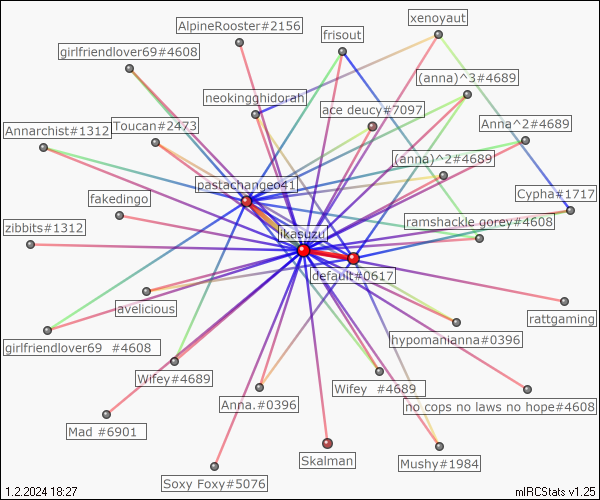 xenoyaut
AlpineRooster#2156
frisout
girlfriendlover69#4608
(anna)^3#4689
neokingghidorah
ace deucy#7097
Annarchist#1312
Toucan#2473
Anna^2#4689
(anna)^2#4689
pastachangeo41
fakedingo
Cypha#1717
ramshackle gorey#4608
zibbits#1312
ikasuzu
default#0617
avelicious
rattgaming
hypomanianna#0396
girlfriendlover69 #4608
Wifey#4689
Wifey #4689
Anna.#0396
no cops no laws no hope#4608
Mad #6901
Skalman
Mushy#1984
Soxy Foxy#5076
1.2.2024 18:27
mIRCStats v1.25